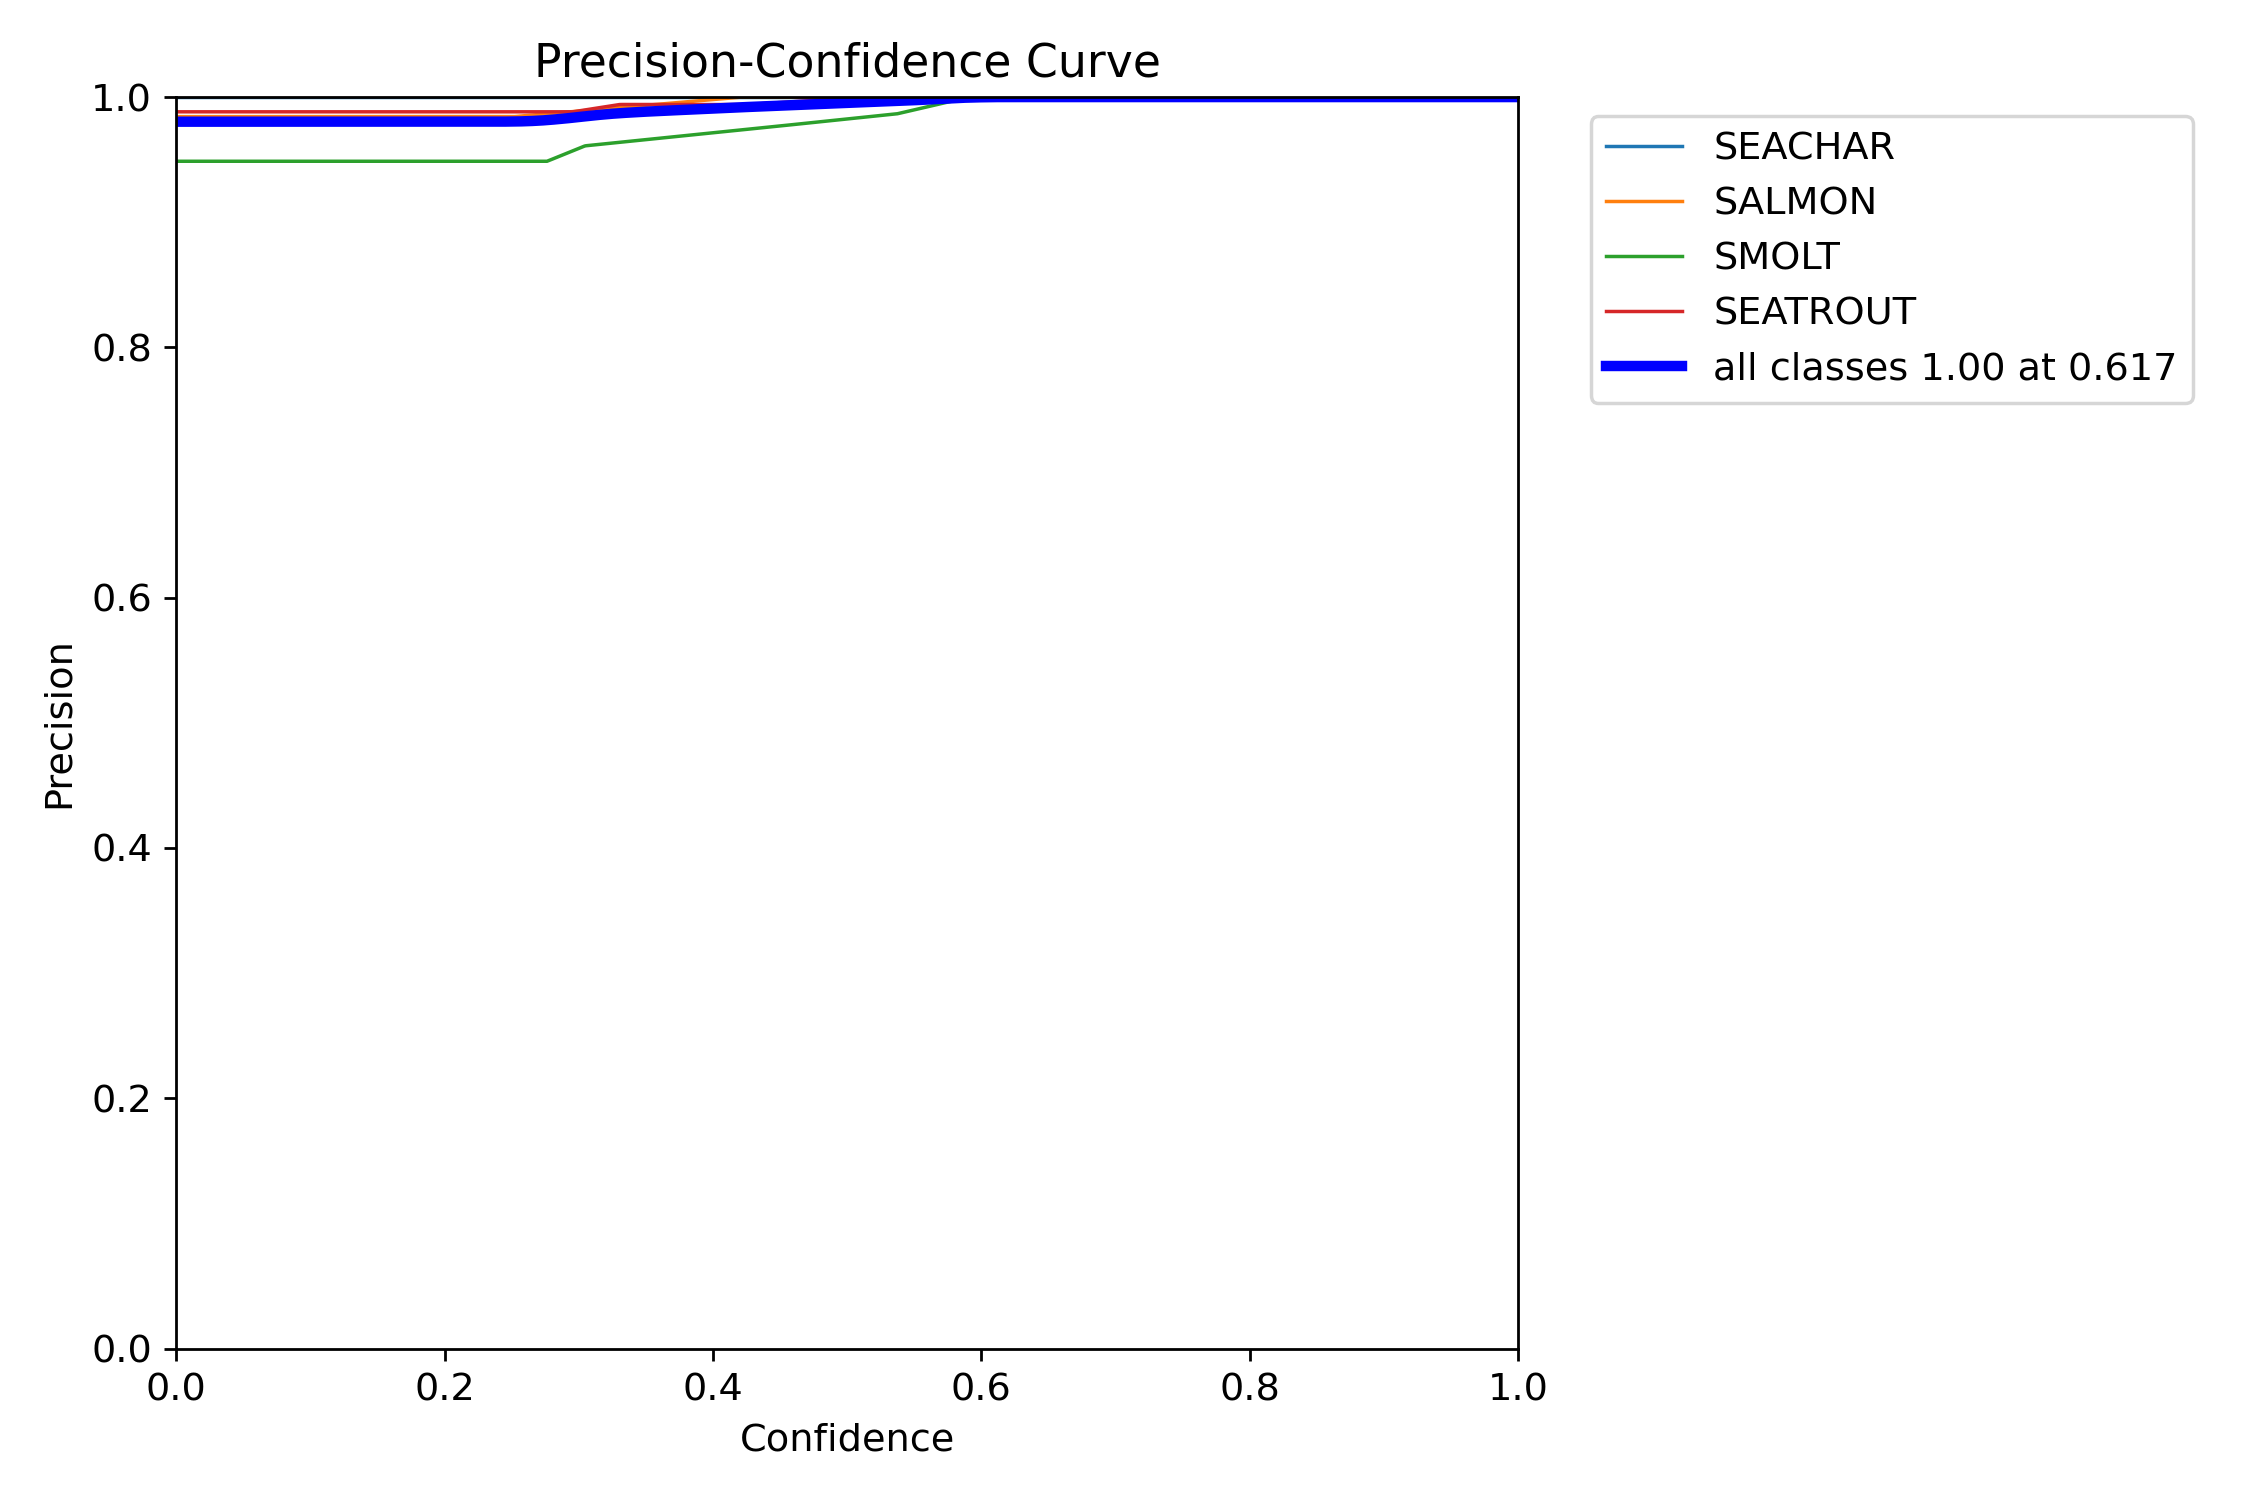 Precision-Confidence Curve
1.0
0.8
0.6
0.4
0.2
0.0
Precision
0.0 0.2 0.4 0.6 0.8 1.0
Confidence
SEACHAR
SALMON
SMOLT
SEATROUT
all classes 1.00 at 0.617